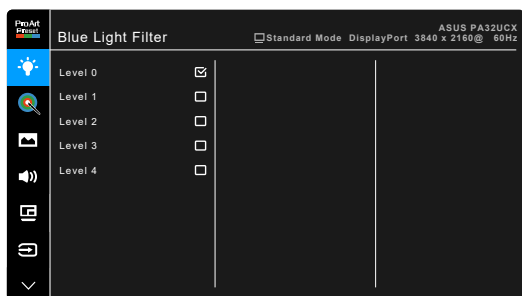 ProArt
Preset
Blue Light Filter
ASUS PA32UCX
Standard Mode DisplayPort 3840 x 2160@ 60Hz
Level 0
Level 1
Level 2
Level 3
Level 4